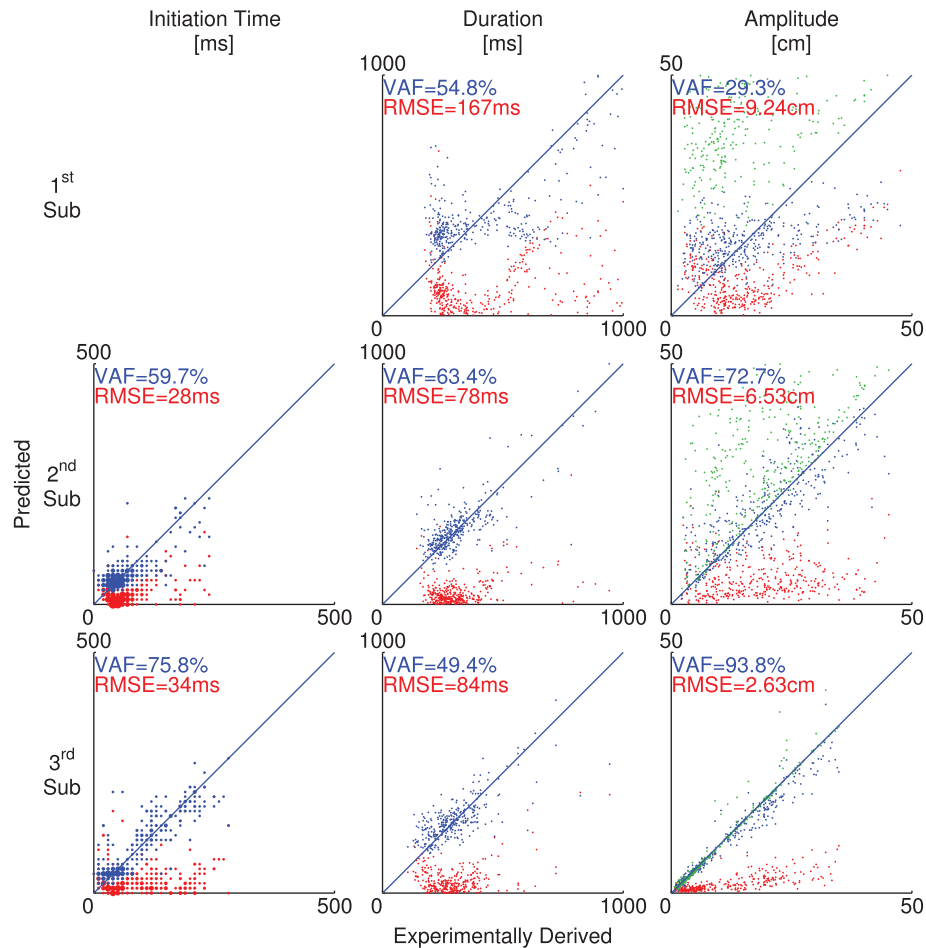 Initiation Time
[ms]
Duration
[ms]
Amplitude
[cm]
1st
Sub
1000
VAF=54.8%
RMSE=167ms
0
1000
50
VAF=29.3%
RMSE=9.24cm
0
50
Predicted
2nd
Sub
500
VAF=59.7%
RMSE=28ms
0
500
1000
VAF=63.4%
RMSE=78ms
0
1000
50
VAF=72.7%
RMSE=6.53cm
0
50
3rd
Sub
500
VAF=75.8%
RMSE=34ms
0
500
1000
VAF=49.4%
RMSE=84ms
0
1000
50
VAF=93.8%
RMSE=2.63cm
0
50
Experimentally Derived